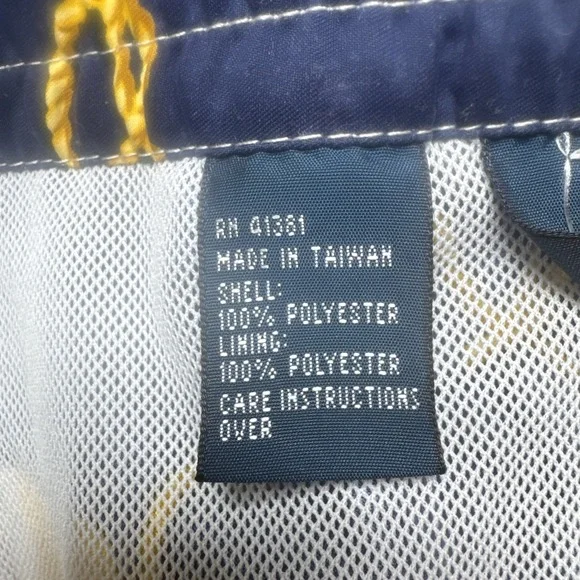 RN 41381
MADE IN TAIWAN
SHELL:
100% POLYESTER
LINING:
100% POLYESTER
CARE INSTRUCTIONS
OVER